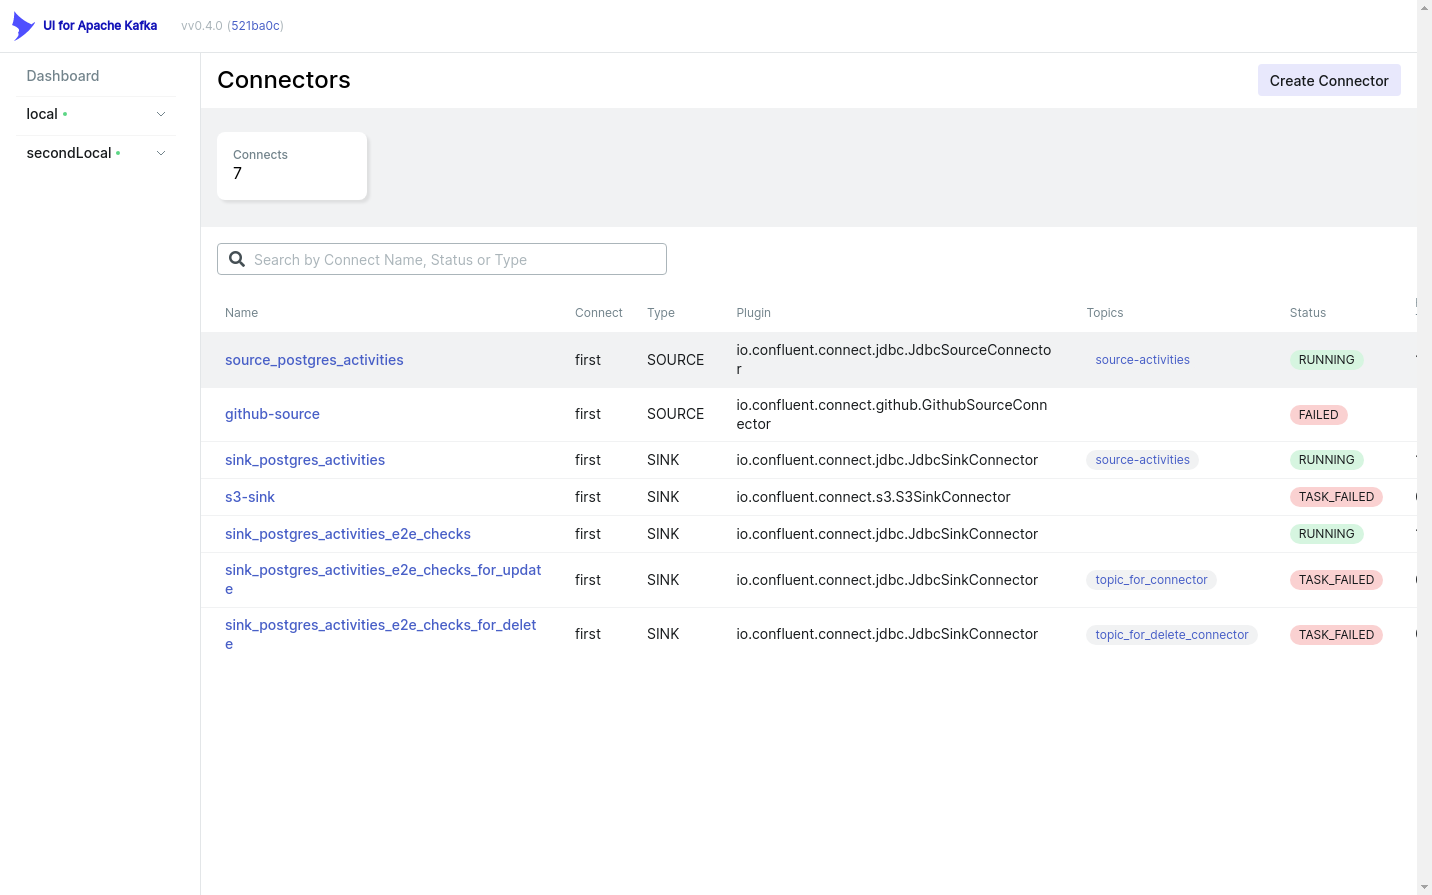 UI for Apache Kafka vv0.4.0 (521ba0c)
Dashboard
local
secondLocal
Connectors
Create Connector
Connects
7
Search by Connect Name, Status or Type
Name Connect Type Plugin Topics Status
source_postgres_activities first SOURCE io.confluent.connect.jdbc.JdbcSourceConnecto
r source-activities RUNNING
github-source first SOURCE io.confluent.connect.github.GithubSourceConn
ector FAILED
sink_postgres_activities first SINK io.confluent.connect.jdbc.JdbcSinkConnector source-activities RUNNING
s3-sink first SINK io.confluent.connect.s3.S3SinkConnector TASK_FAILED
sink_postgres_activities_e2e_checks first SINK io.confluent.connect.jdbc.JdbcSinkConnector RUNNING
sink_postgres_activities_e2e_checks_for_updat
e first SINK io.confluent.connect.jdbc.JdbcSinkConnector topic_for_connector TASK_FAILED
sink_postgres_activities_e2e_checks_for_delet
e first SINK io.confluent.connect.jdbc.JdbcSinkConnector topic_for_delete_connector TASK_FAILED